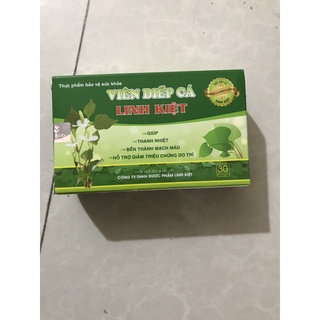 Thực phẩm bảo vệ sức khỏe
VIÊN DIẾP CÁ
LINH KIỆT
GIÚP
THANH NHIỆT
BỀN THÀNH MẠCH MÁU
HỖ TRỢ GIẢM TRIỆU CHỨNG DO TRĨ
30
CÔNG TY TNHH DƯỢC PHẨM LINH KIỆT